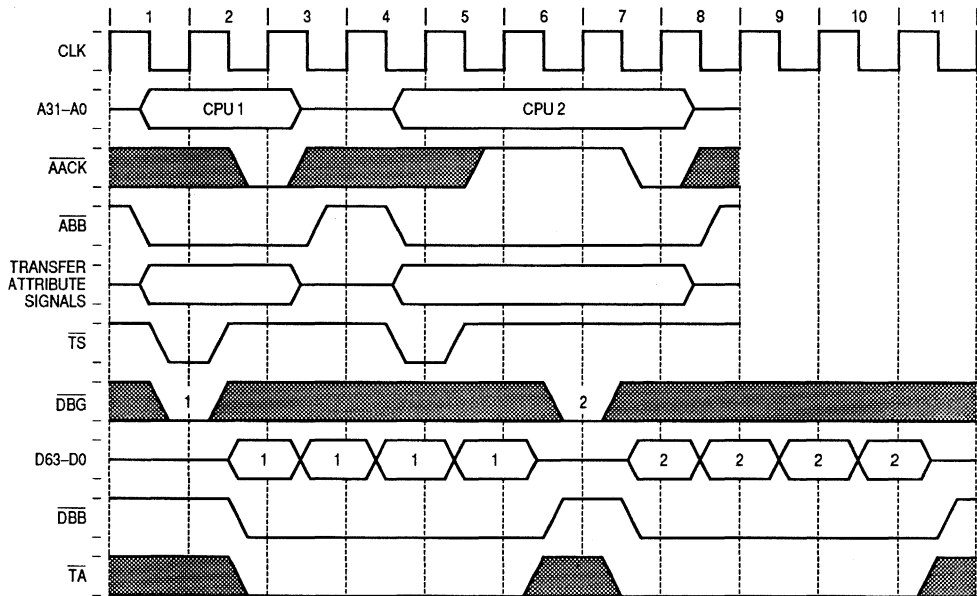 1 2 3 4 5 6 7 8 9 10 11
CLK
A31–A0 CPU 1 CPU 2
AACK
ABB
TRANSFER
ATTRIBUTE
SIGNALS
TS
DBG 1 2
D63–D0 1 1 1 1 2 2 2 2
DBB
TA